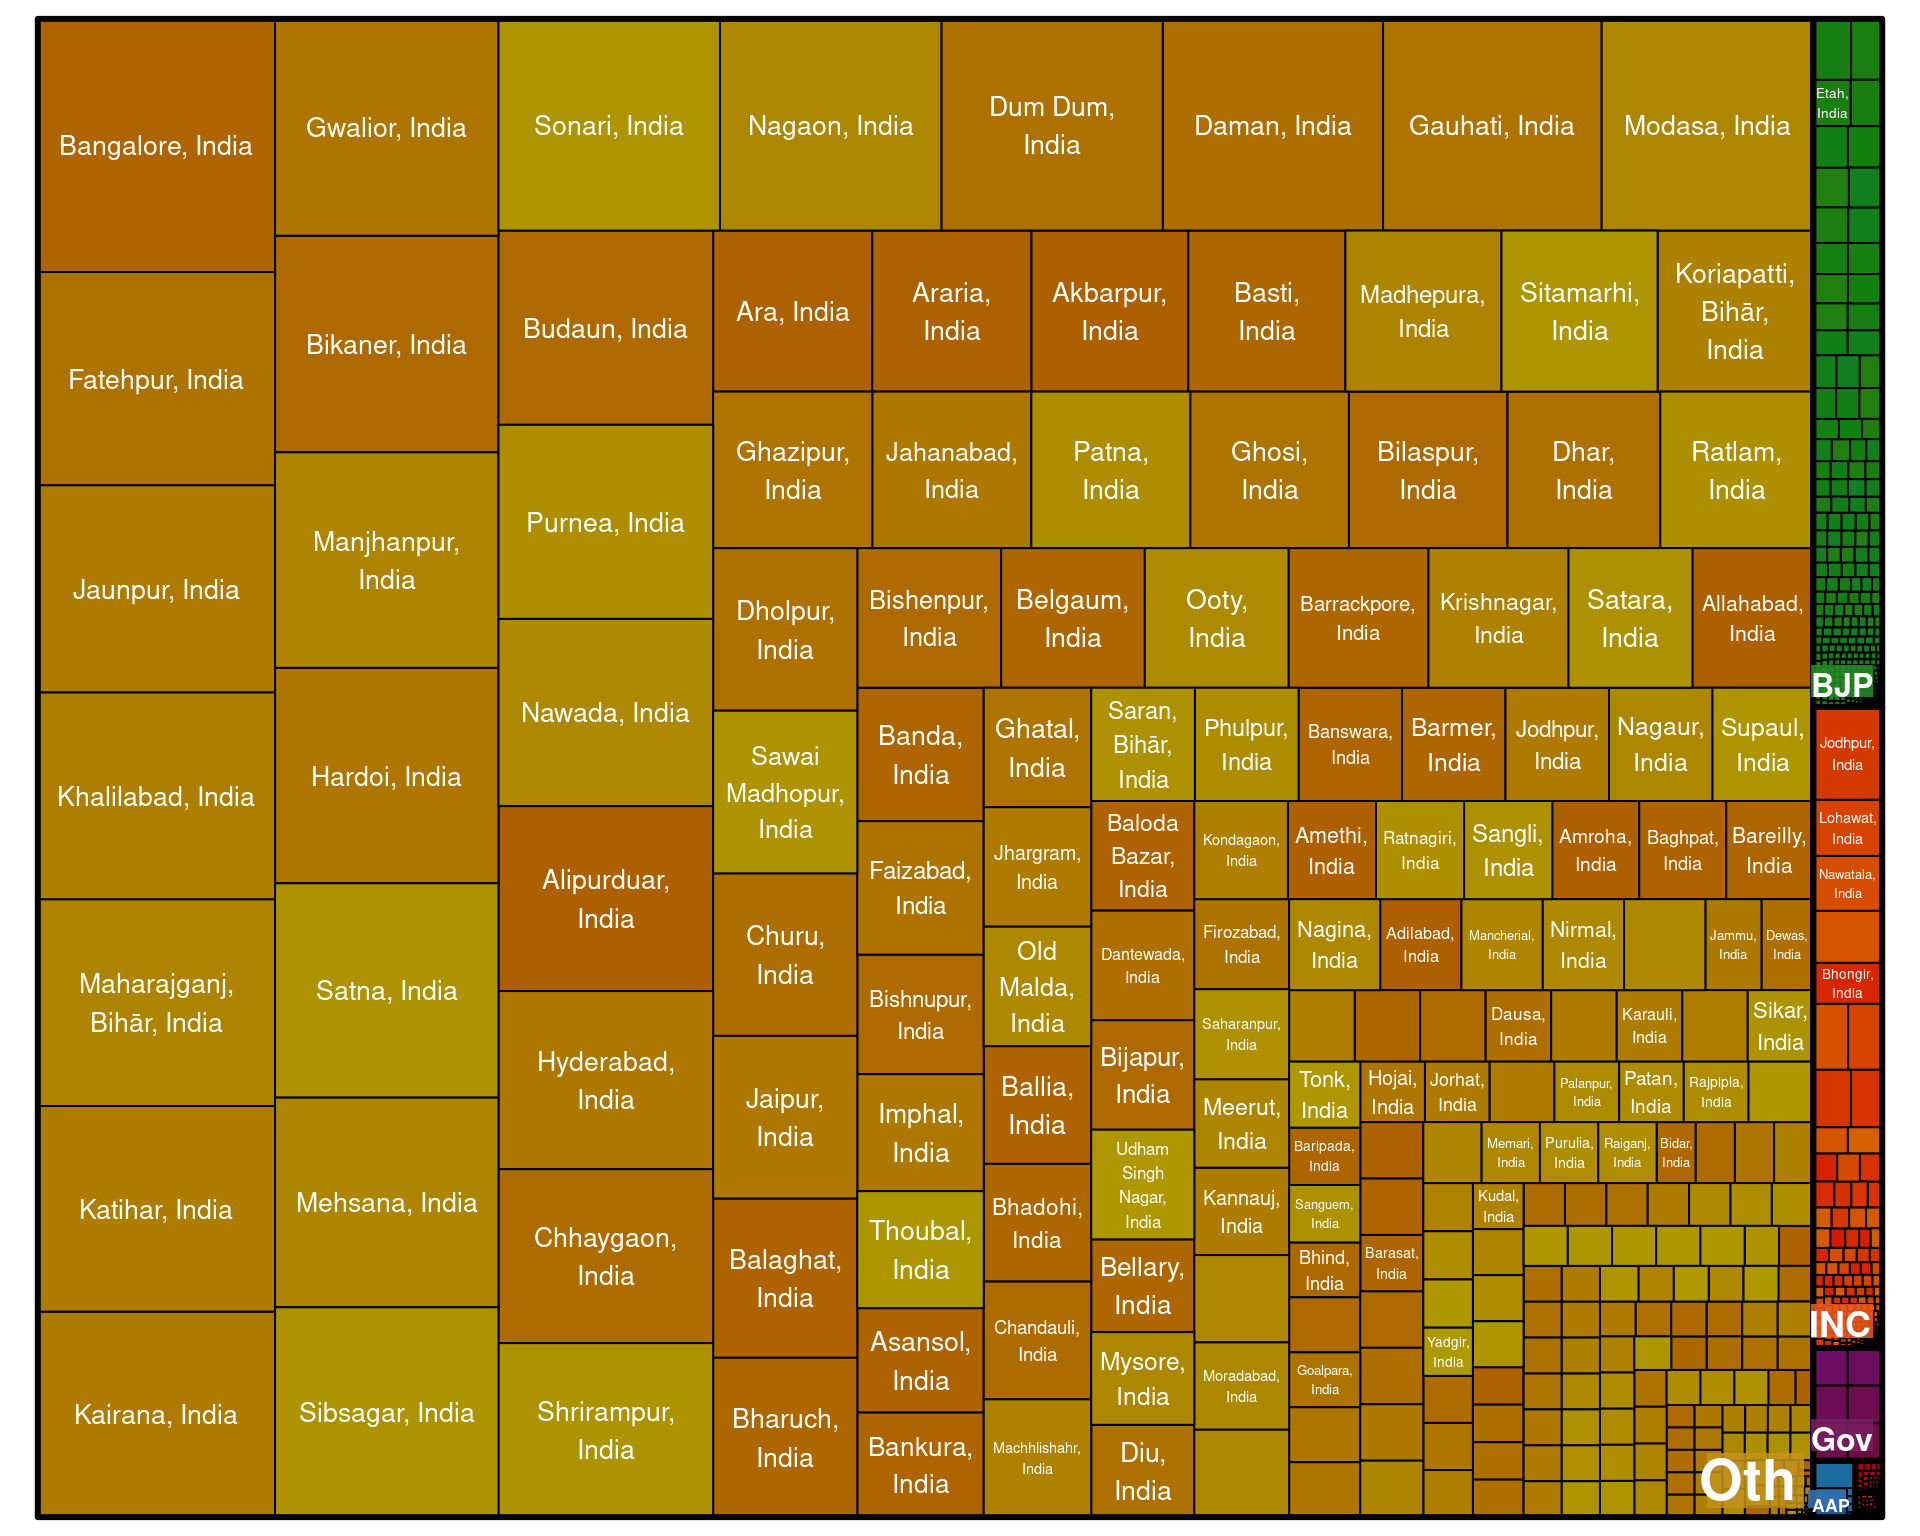 Bangalore, India
Fatehpur, India
Jaunpur, India
Khalilabad, India
Maharajganj,
Bihār, India
Katihar, India
Kairana, India
Gwalior, India
Bikaner, India
Manjhanpur,
India
Hardoi, India
Satna, India
Mehsana, India
Sibsagar, India
Sonari, India
Nagaon, India
Dum Dum,
India
Daman, India
Gauhati, India
Modasa, India
Budaun, India
Purnea, India
Nawada, India
Alipurduar,
India
Hyderabad,
India
Chhaygaon,
India
Shrirampur,
India
Ara, India
Araria,
India
Akbarpur,
India
Basti,
India
Madhepura,
India
Sitamarhi,
India
Koriapatti,
Bihār,
India
Ghazipur,
India
Jahanabad,
India
Patna,
India
Ghosi,
India
Bilaspur,
India
Dhar,
India
Ratlam,
India
Dholpur,
India
Sawai
Madhopur,
India
Churu,
India
Jaipur,
India
Balaghat,
India
Bharuch,
India
Bishenpur,
India
Belgaum,
India
Ooty,
India
Barrackpore,
India
Krishnagar,
India
Satara,
India
Allahabad,
India
Banda,
India
Faizabad,
India
Bishnupur,
India
Imphal,
India
Thoubal,
India
Asansol,
India
Bankura,
India
Ghatal,
India
Jhargram,
India
Old
Malda,
India
Ballia,
India
Bhadohi,
India
Chandauli,
India
Machhlishahr,
India
Saran,
Bihār,
India
Phulpur,
India
Banswara,
India
Barmer,
India
Jodhpur,
India
Nagaur,
India
Supaul,
India
Baloda
Bazar,
India
Dantewada,
India
Bijapur,
India
Udham
Singh
Nagar,
India
Bellary,
India
Mysore,
India
Diu,
India
Kondagaon,
India
Amethi,
India
Ratnagiri,
India
Sangli,
India
Amroha,
India
Baghpat,
India
Bareilly,
India
Firozabad,
India
Saharanpur,
India
Meerut,
India
Kannauj,
India
Moradabad,
India
Nagina,
India
Adilabad,
India
Mancherial,
India
Nirmal,
India
Jammu,
India
Dewas,
India
Dausa,
India
Karauli,
India
Sikar,
India
Tonk,
India
Hojai,
India
Jorhat,
India
Palanpur,
India
Patan,
India
Rajpipla,
India
Baripada,
India
Sanguem,
India
Bhind,
India
Goalpara,
India
Barasat,
India
Memari,
India
Purulia,
India
Raiganj,
India
Bidar,
India
Kudal,
India
Yadgir,
India
Oth
Etah,
India
BJP
Jodhpur,
India
Lohawat,
India
Nawatala,
India
Bhongir,
India
INC
Gov
AAP